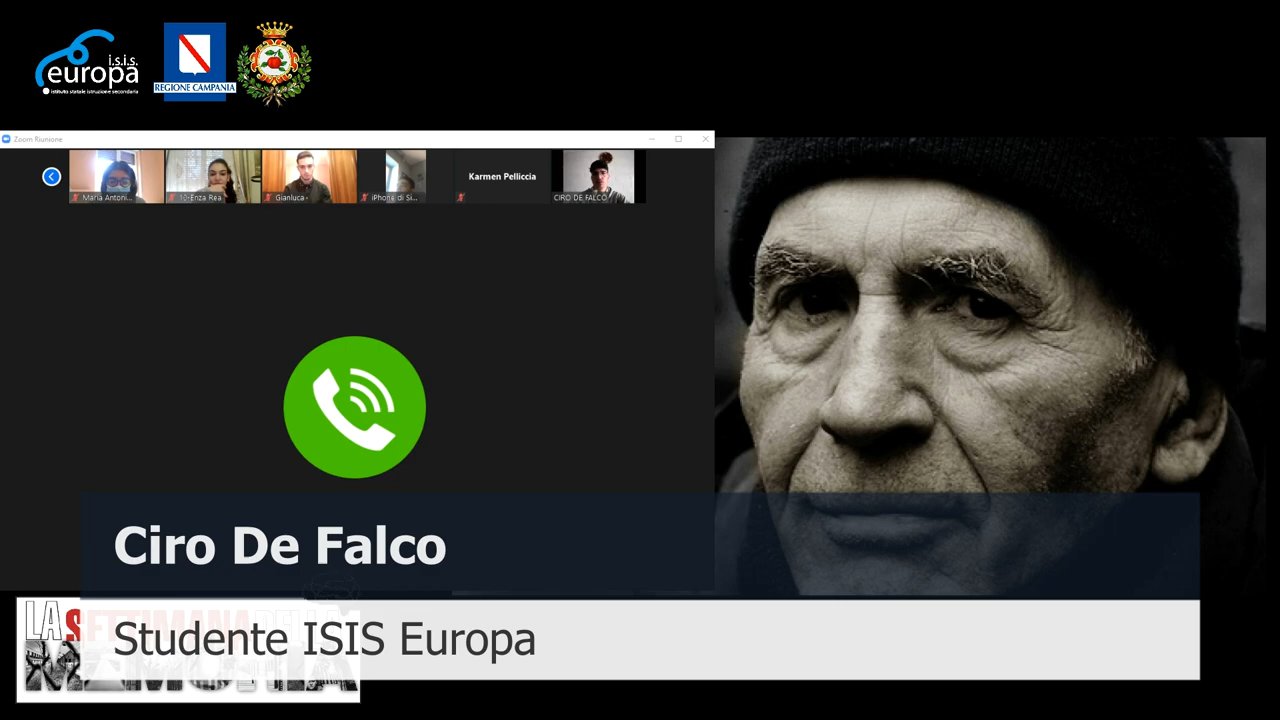 i.s.i.s.
europa
istituto statale istruzione secondaria
REGIONE CAMPANIA
Zoom Riunione
Maria Antoni...
10•Enza Rea
Gianluca
iPhone di Si...
Karmen Pelliccia
CIRO DE FALCO
Ciro De Falco
LA SETTIMANA DELLA
Studente ISIS Europa
MEMORIA